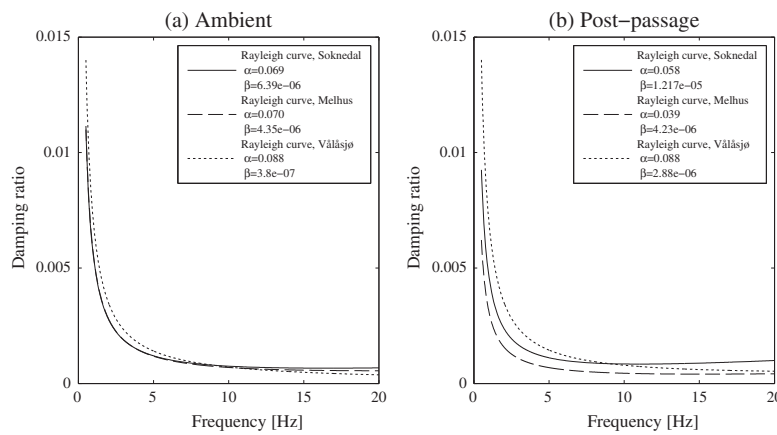 (a) Ambient
0.015
0.01
0.005
0
Damping ratio
0
5
10
15
20
Frequency [Hz]
Rayleigh curve, Soknedal
α=0.069
β=6.39e−06
Rayleigh curve, Melhus
α=0.070
β=4.35e−06
Rayleigh curve, Vålåsjø
α=0.088
β=3.8e−07
(b) Post−passage
0.015
0.01
0.005
0
Damping ratio
0
5
10
15
20
Frequency [Hz]
Rayleigh curve, Soknedal
α=0.058
β=1.217e−05
Rayleigh curve, Melhus
α=0.039
β=4.23e−06
Rayleigh curve, Vålåsjø
α=0.088
β=2.88e−06